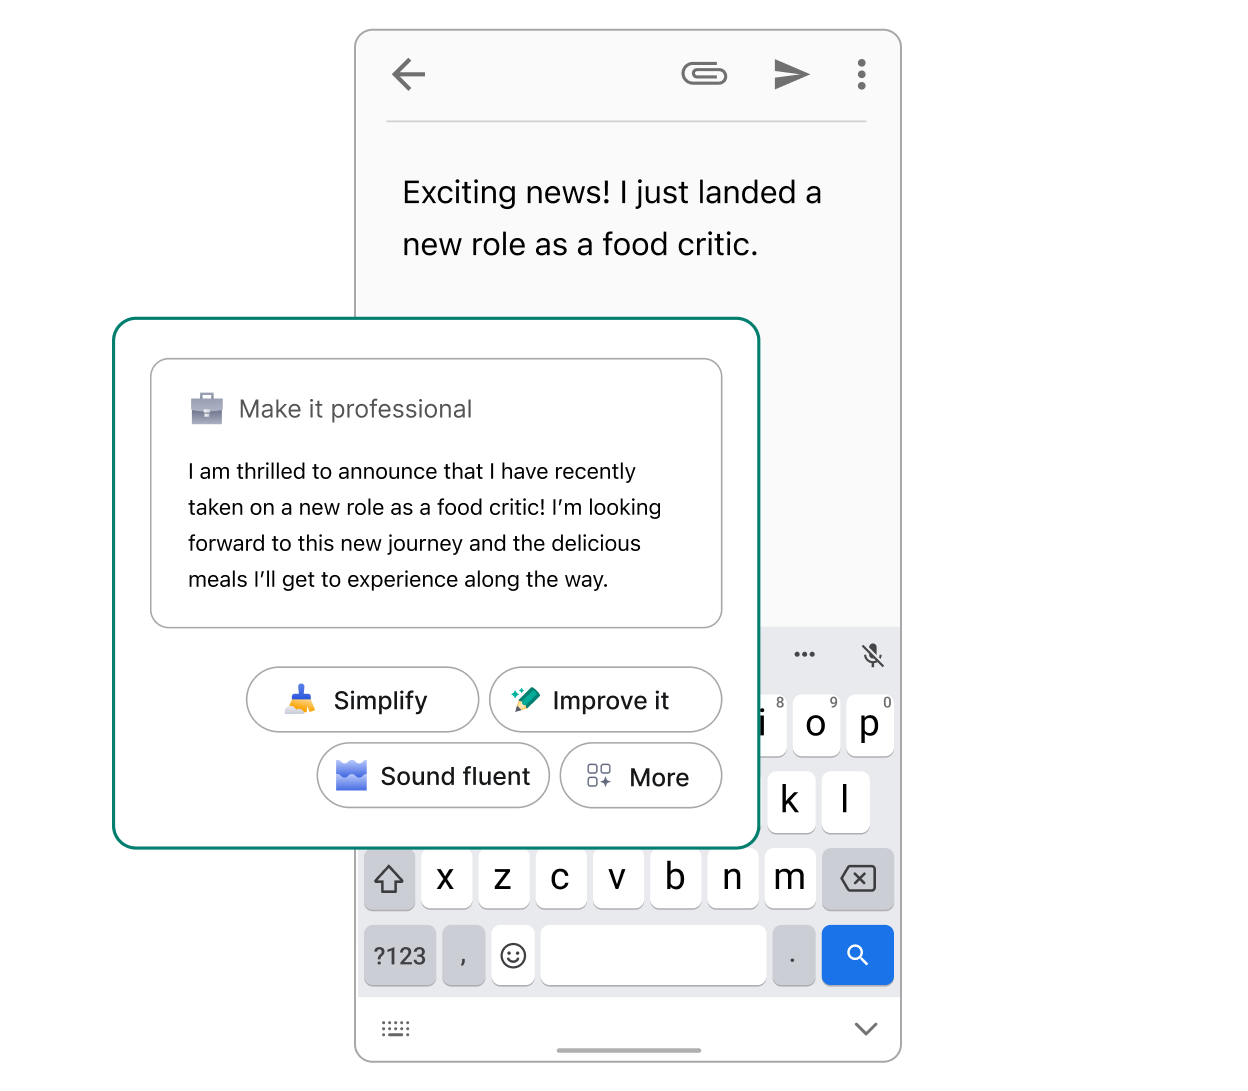 Exciting news! I just landed a
new role as a food critic.
Make it professional
I am thrilled to announce that I have recently
taken on a new role as a food critic! I'm looking
forward to this new journey and the delicious
meals I'll get to experience along the way.
Simplify Improve it
Sound fluent More
i 8 o 9 p 0
k l
x z c v b n m
?123 , .